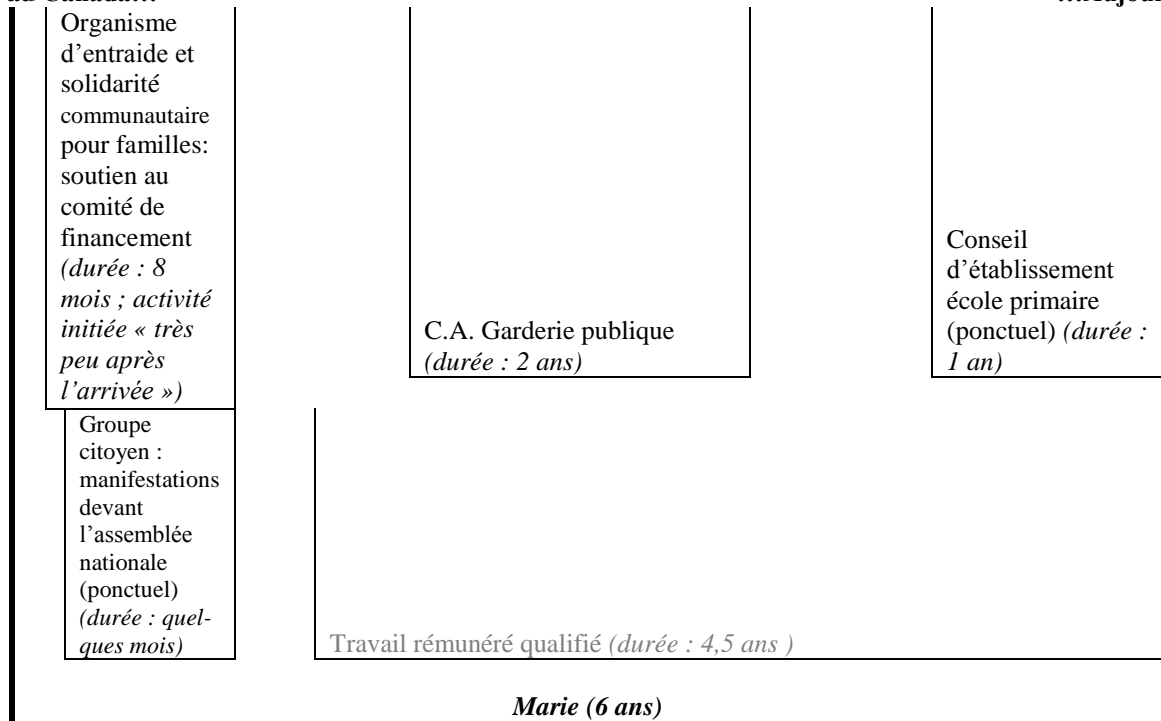 Organisme
d’entraide et
solidarité
communautaire
pour familles:
soutien au
comité de
financement
(durée : 8
mois ; activité
initiée « très
peu après
l’arrivée »)
C.A. Garderie publique
(durée : 2 ans)
Conseil
d’établissement
école primaire
(ponctuel) (durée :
1 an)
Groupe
citoyen :
manifestations
devant
l’assemblée
nationale
(ponctuel)
(durée : quel-
ques mois)
Travail rémunéré qualifié (durée : 4,5 ans )
Marie (6 ans)